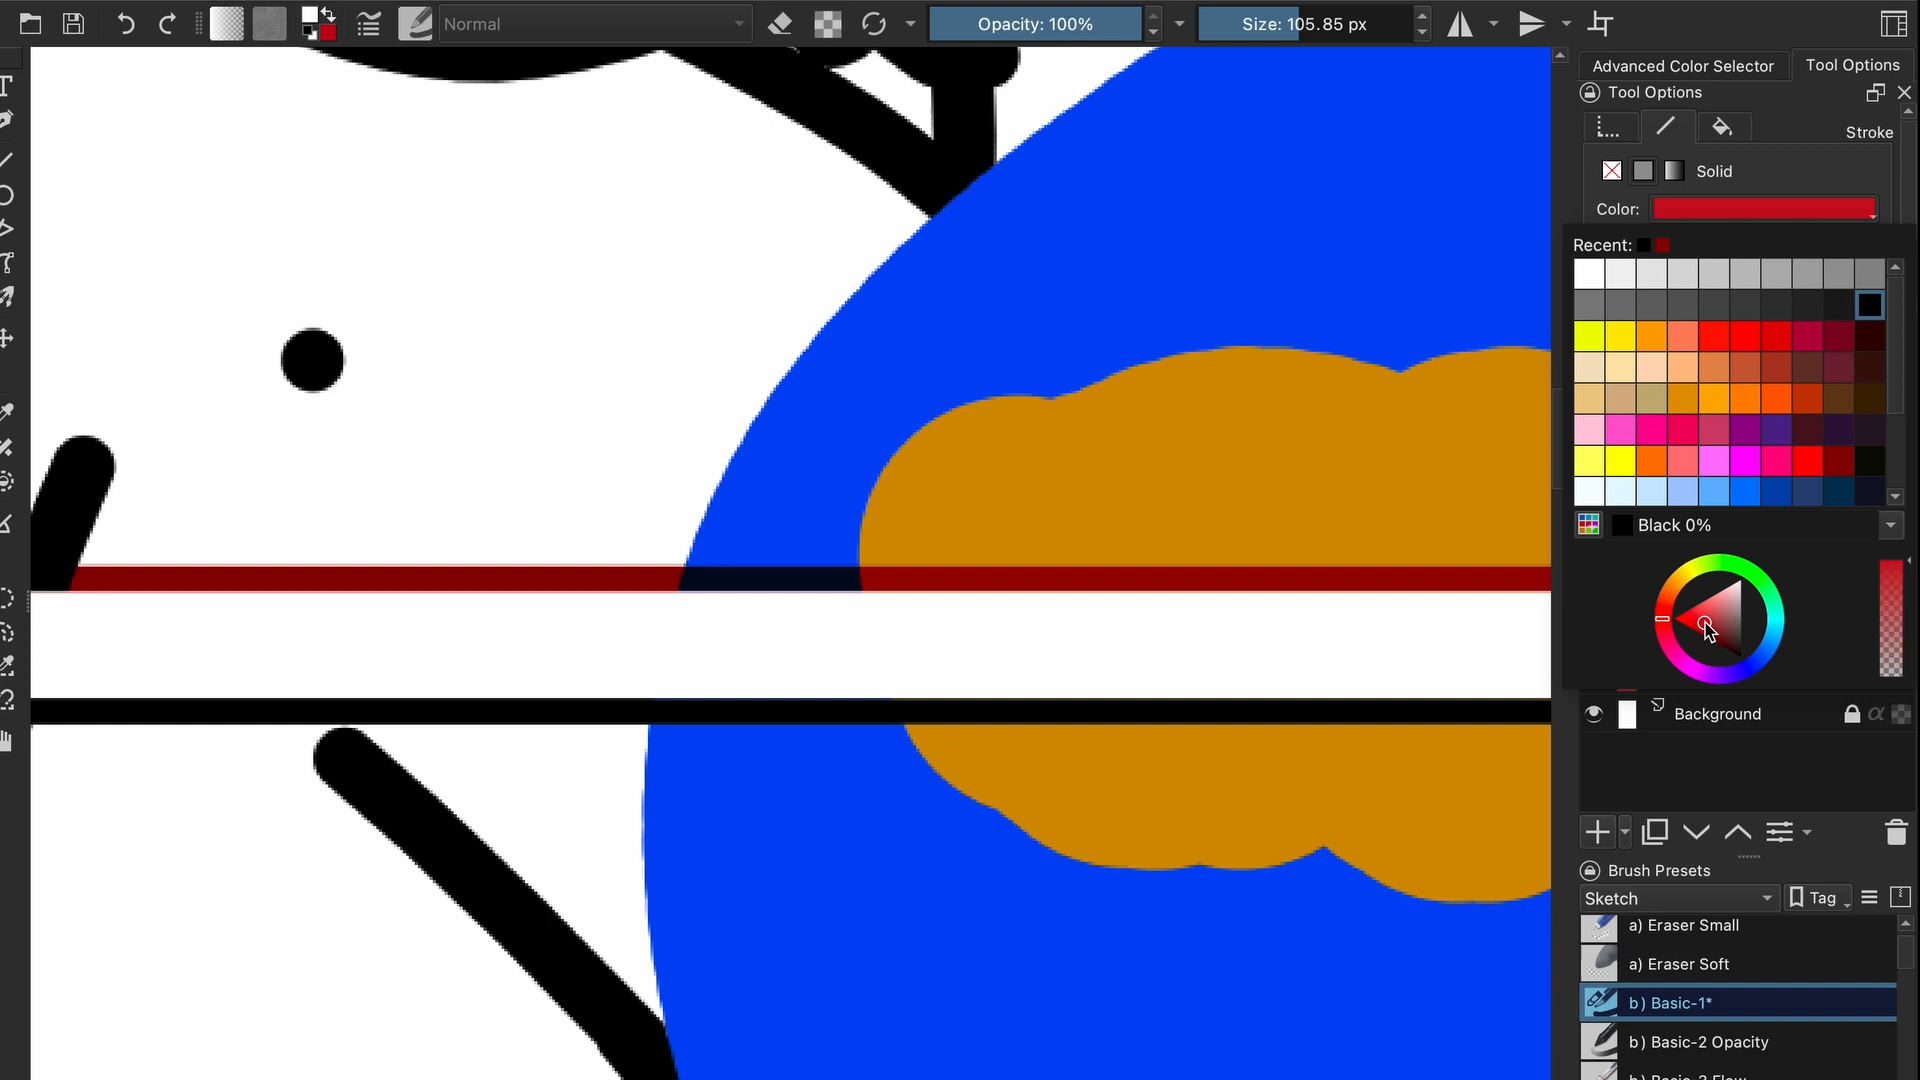 Normal
Opacity: 100%
Size: 105.85 px
Advanced Color Selector
Tool Options
Tool Options
Stroke
Solid
Color:
Recent:
Black 0%
Background
Brush Presets
Sketch
Tag
a) Eraser Small
a) Eraser Soft
b) Basic-1*
b) Basic-2 Opacity